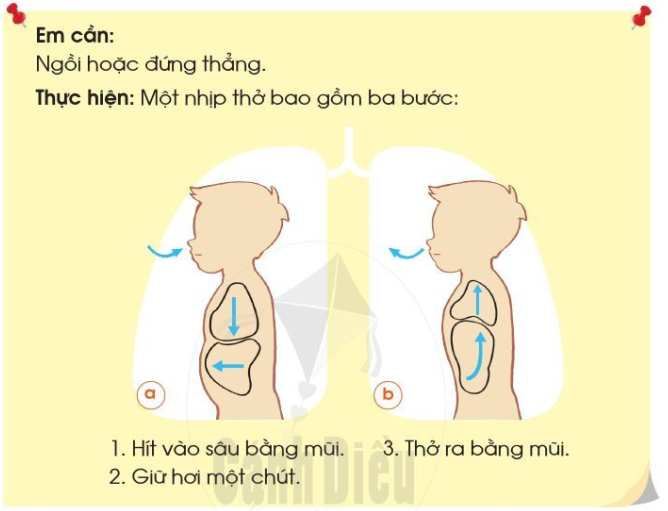 Em cần:
Ngồi hoặc đứng thẳng.
Thực hiện: Một nhịp thở bao gồm ba bước:
a
b
1. Hít vào sâu bằng mũi.
3. Thở ra bằng mũi.
2. Giữ hơi một chút.
Cánh Diều